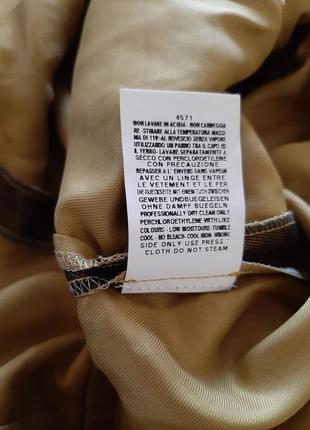 4571
NON LAVARE IN ACQUA - NON CANDEGGIA
RE - STIRARE ALLA TEMPERATURA MASSI
MA DI 110° AL ROVESCIO SENZA VAPORE
UTILIZZANDO UN PANNO TRA IL CAPO ED
IL FERRO - LAVARE SEPARATAMENTE A
SECCO CON PERCLOROETILENE
CON PRECAUZIONE
REPASSER A L' ENVERS SANS VAPEUR
AVEC UN LINGE ENTRE
LE VETEMENT ET LE FER
DIE RUECKSEITE MIT EINEM TUCH ZWISCHEN
GEWEBE UNDBUEGELEISEN
OHNE DAMPF BUEGELN
PROFESSIONALLY DRY CLEAN ONLY
PERCHLOROETHYLENE WITH LIKE
COLOURS - LOW MOISTOURE - TUMBLE
COOL - NO BLEACH - COOL IRON - WRONG
SIDE ONLY USE PRESS
CLOTH DO NOT STEAM